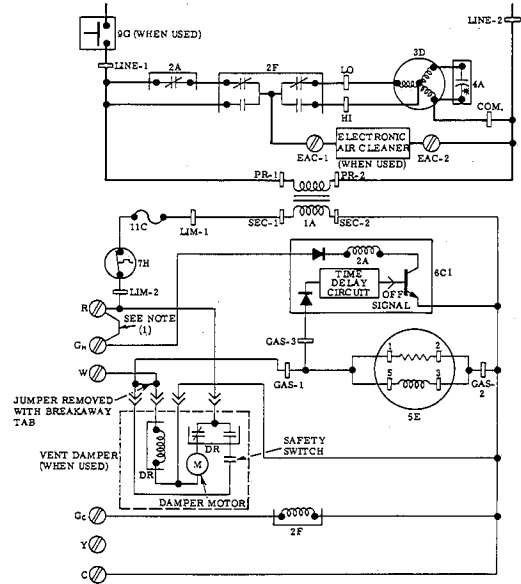 9G (WHEN USED)
LINE-2
LINE-1
2A
2F
LO
3D
4A
HI
COM.
ELECTRONIC
AIR CLEANER
(WHEN USED)
EAC-1
EAC-2
PR-1
PR-2
11C
LIM-1
SEC-1
1A
SEC-2
7H
2A
6C1
LIM-2
TIME
DELAY
CIRCUIT
OFF
SIGNAL
R
SEE NOTE
(1)
GH
GAS-3
W
GAS-1
1
2
5
3
GAS-
2
5E
JUMPER REMOVED
WITH BREAKAWAY
TAB
SAFETY
SWITCH
VENT DAMPER
(WHEN USED)
DR
DR
M
DAMPER MOTOR
GC
2F
Y
C